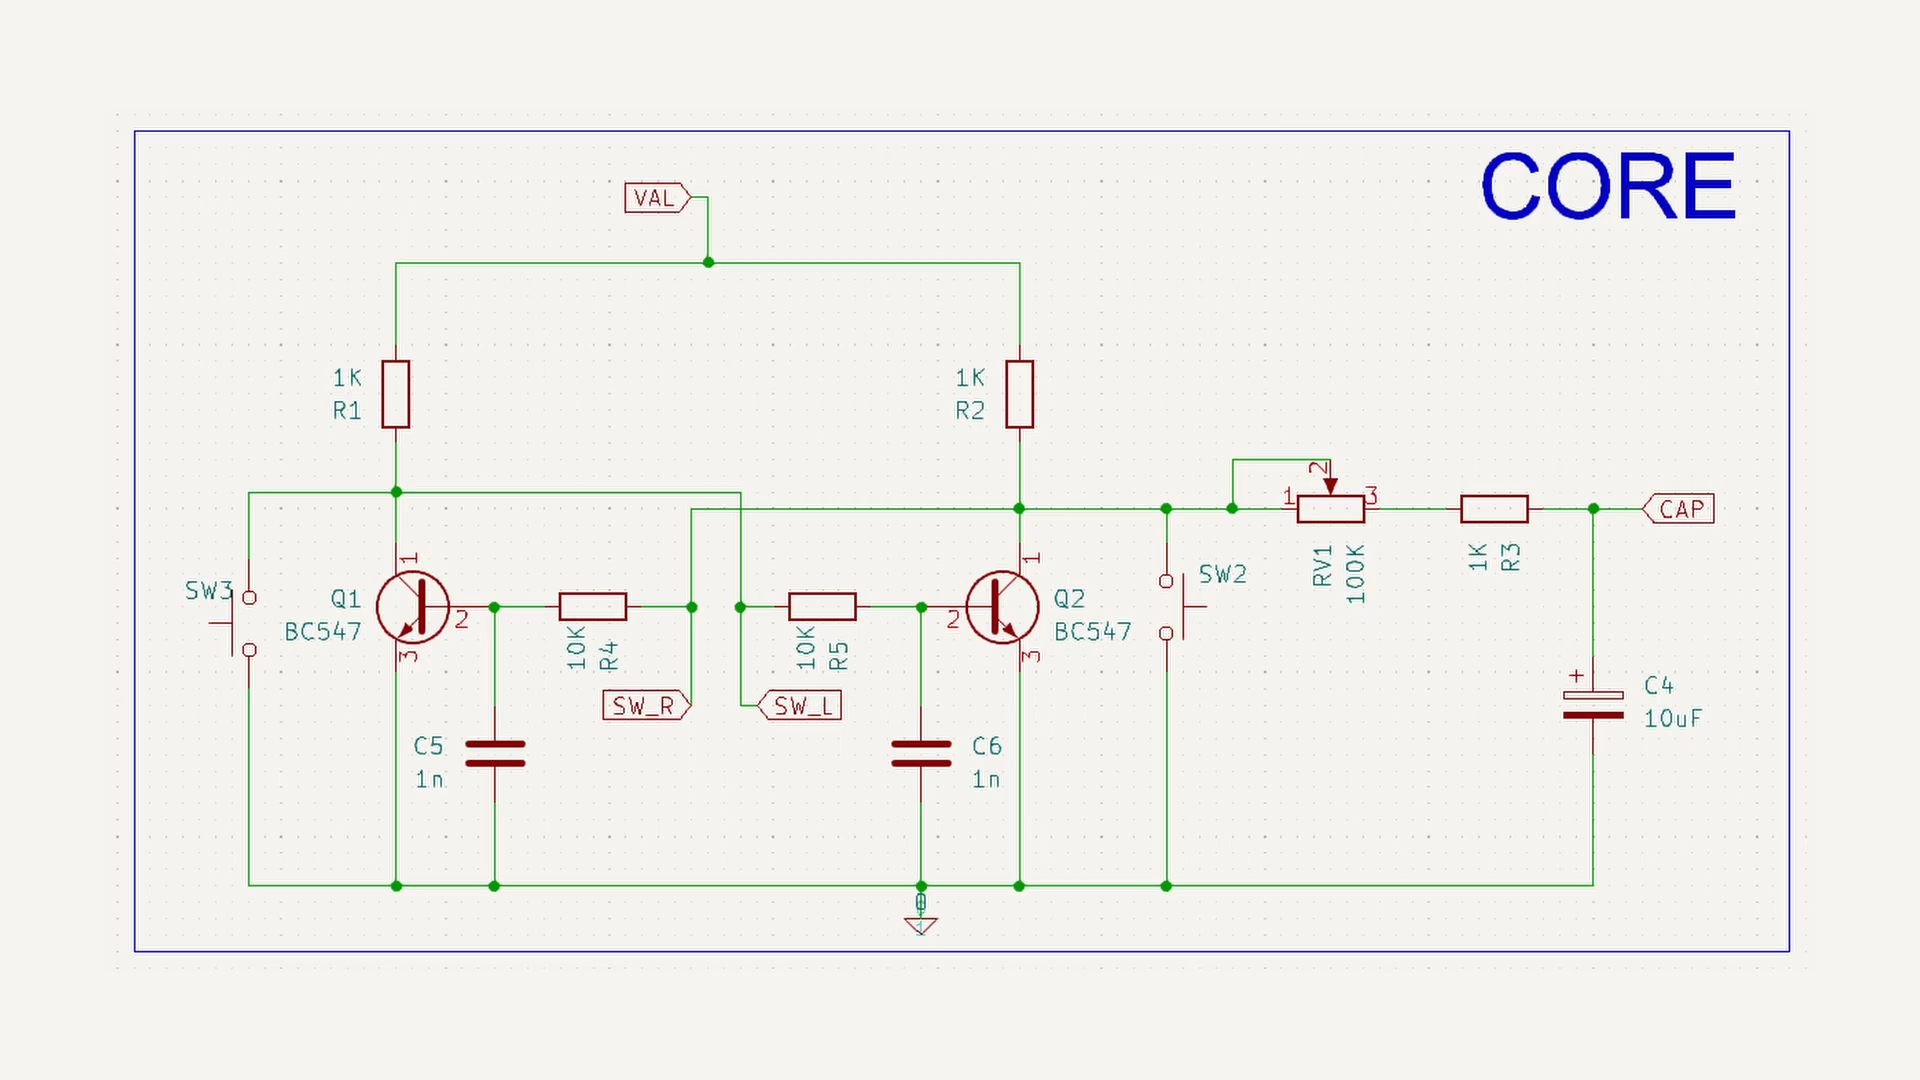 CORE
VAL
1K
R1
1K
R2
2
1
3
CAP
RV1
100K
1K
R3
SW3
Q1
BC547
1
2
3
10K
R4
SW_R
10K
R5
SW_L
2
1
3
Q2
BC547
SW2
+
C4
10uF
C5
1n
C6
1n
0
1